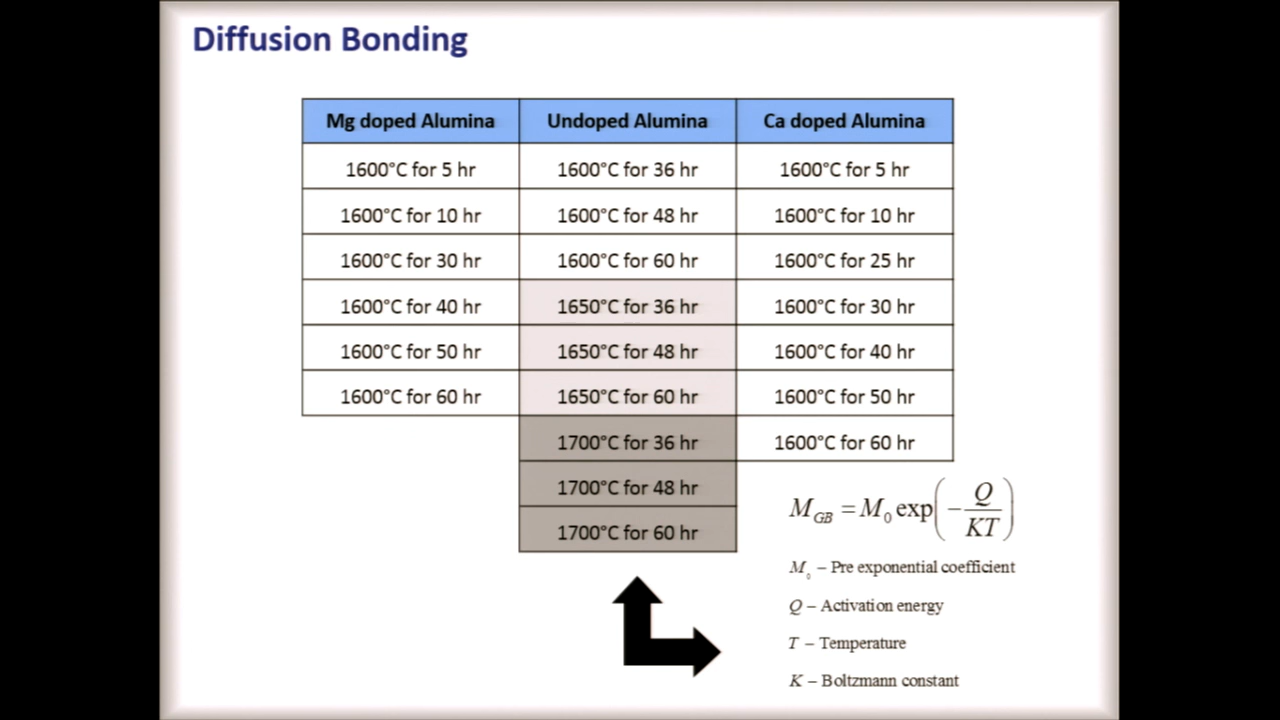 Diffusion Bonding
Mg doped Alumina Undoped Alumina Ca doped Alumina
1600°C for 5 hr 1600°C for 36 hr 1600°C for 5 hr
1600°C for 10 hr 1600°C for 48 hr 1600°C for 10 hr
1600°C for 30 hr 1600°C for 60 hr 1600°C for 25 hr
1600°C for 40 hr 1650°C for 36 hr 1600°C for 30 hr
1600°C for 50 hr 1650°C for 48 hr 1600°C for 40 hr
1600°C for 60 hr 1650°C for 60 hr 1600°C for 50 hr
1700°C for 36 hr 1600°C for 60 hr
1700°C for 48 hr
1700°C for 60 hr
M_GB = M_0 exp(−Q/KT)
M_0 – Pre exponential coefficient
Q – Activation energy
T – Temperature
K – Boltzmann constant